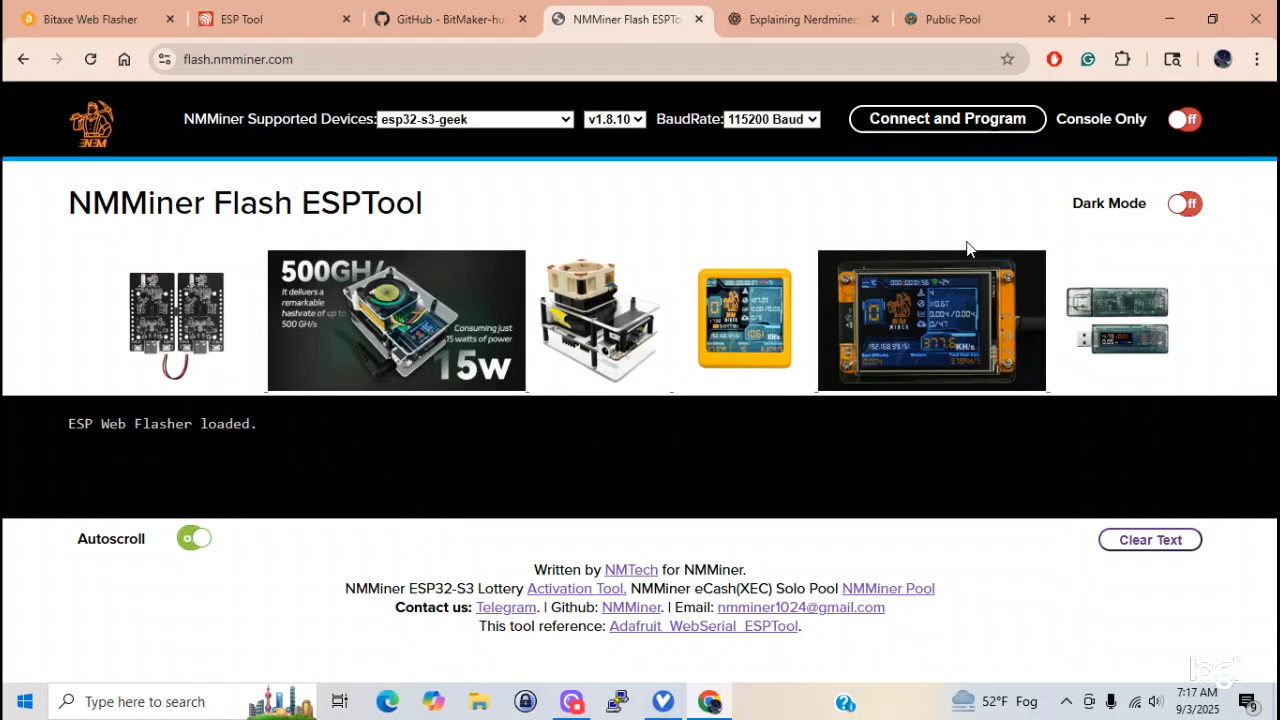 Bitaxe Web Flasher
ESP Tool
GitHub - BitMaker-hu
NMMiner Flash ESPTo
Explaining Nerdmine
Public Pool
flash.nmminer.com
NMMiner Supported Devices: esp32-s3-geek v1.8.10 BaudRate: 115200 Baud Connect and Program Console Only off
NMMiner Flash ESPTool
Dark Mode off
500GH/
It delivers a
remarkable
hashrate of up to
500 GH/s
Consuming just
15 watts of power
15w
ESP Web Flasher loaded.
Autoscroll
Clear Text
Written by NMTech for NMMiner.
NMMiner ESP32-S3 Lottery Activation Tool, NMMiner eCash(XEC) Solo Pool NMMiner Pool
Contact us: Telegram. | Github: NMMiner. | Email: nmminer1024@gmail.com
This tool reference: Adafruit_WebSerial_ESPTool.
Type here to search
52°F Fog
7:17 AM
9/3/2025
9